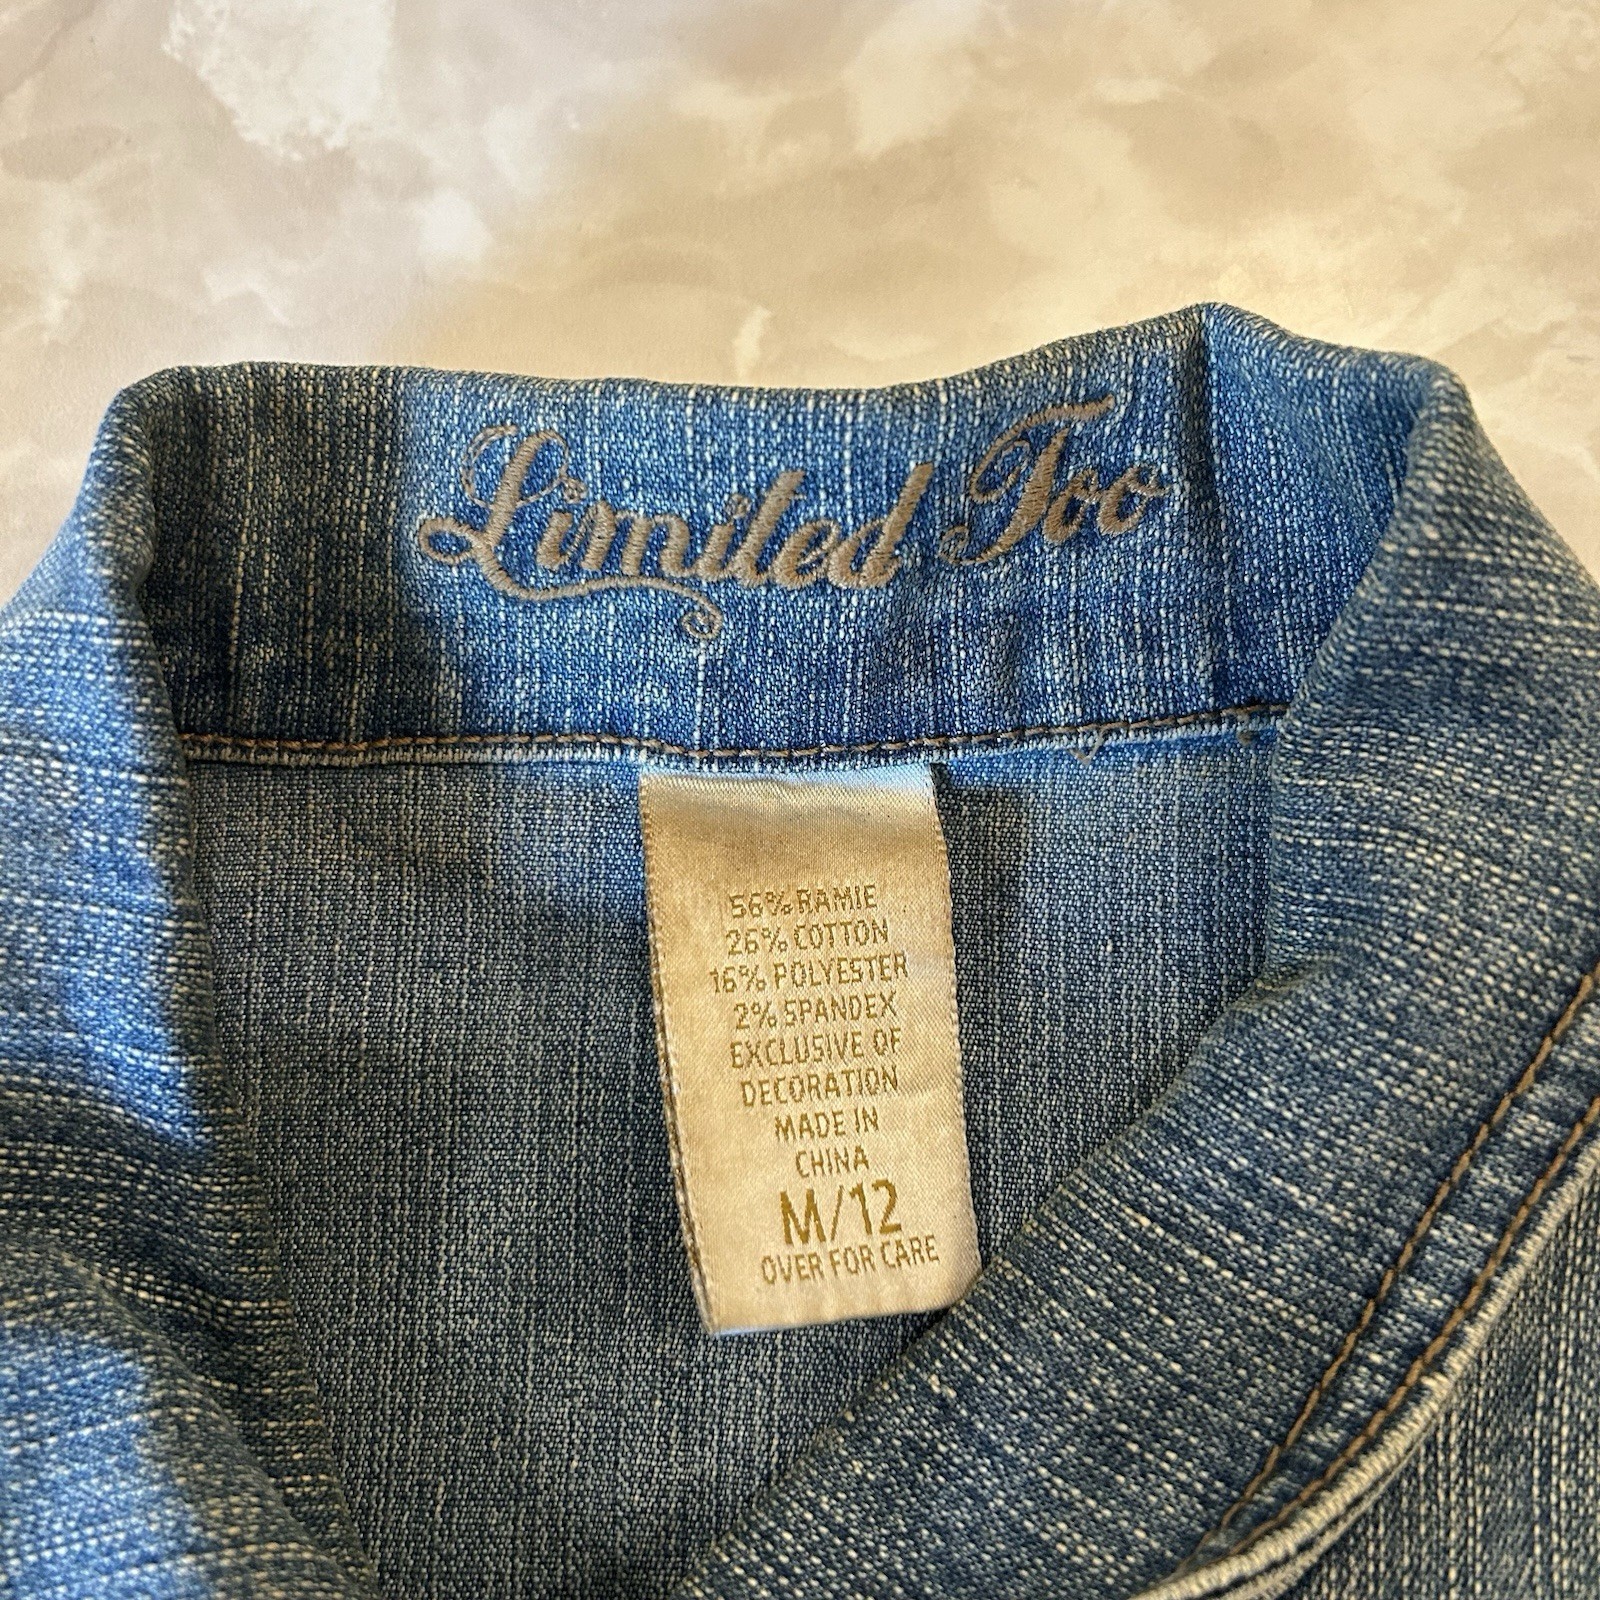 Limited Too
56% RAMIE
26% COTTON
16% POLYESTER
2% SPANDEX
EXCLUSIVE OF
DECORATION
MADE IN
CHINA
M/12
OVER FOR CARE